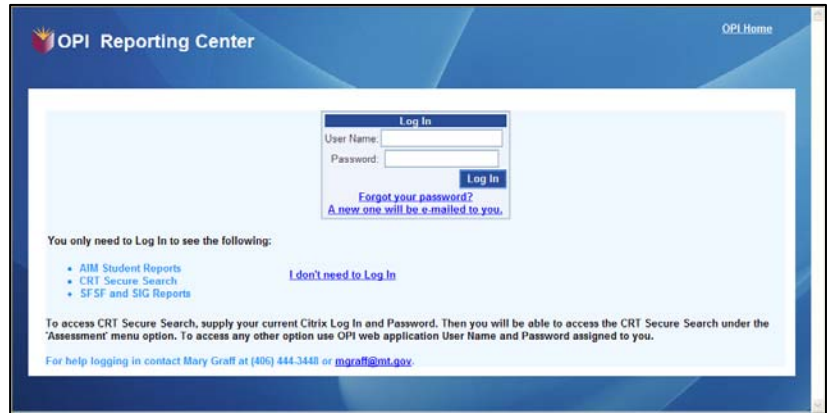 OPI Reporting Center
OPI Home
Log In
User Name:
Password:
Log In
Forgot your password?
A new one will be e-mailed to you.
You only need to Log In to see the following:
• AIM Student Reports
• CRT Secure Search
• SFSF and SIG Reports
I don't need to Log In
To access CRT Secure Search, supply your current Citrix Log In and Password. Then you will be able to access the CRT Secure Search under the
'Assessment' menu option. To access any other option use OPI web application User Name and Password assigned to you.
For help logging in contact Mary Graff at (406) 444-3448 or mgraff@mt.gov.